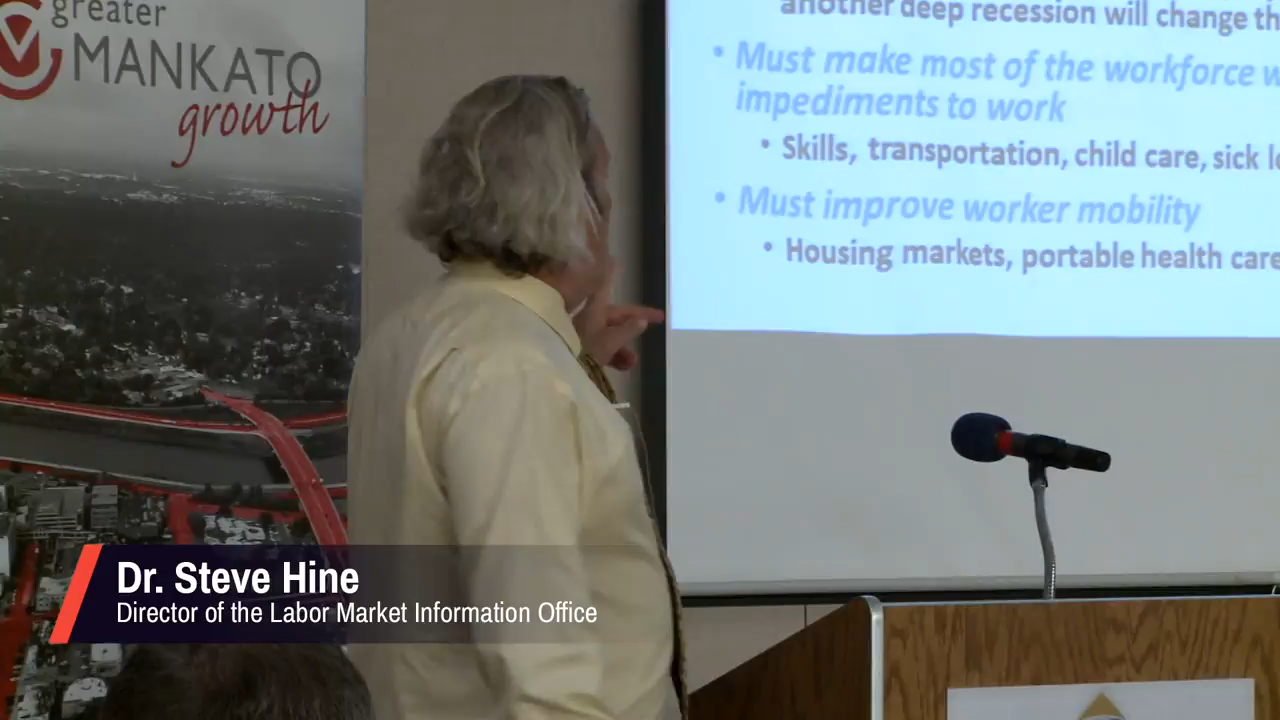 greater
MANKATO
growth
another deep recession will change
• Must make most of the workforce
impediments to work
• Skills, transportation, child care, sick
• Must improve worker mobility
• Housing markets, portable health care
Dr. Steve Hine
Director of the Labor Market Information Office